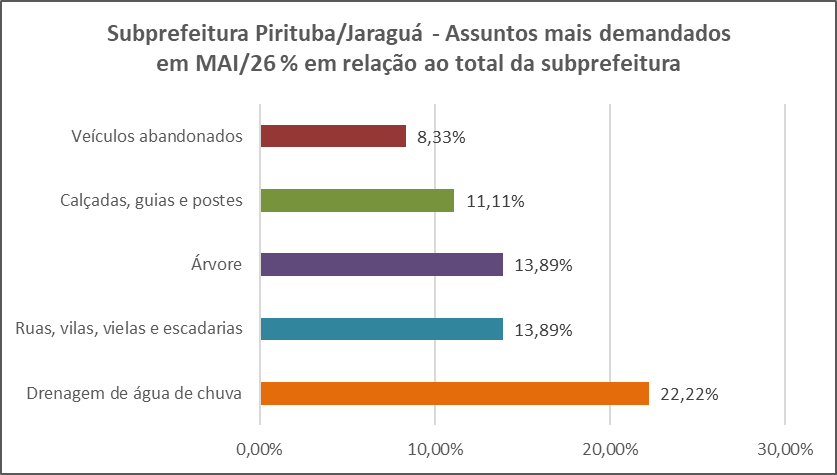 Subprefeitura Pirituba/Jaraguá - Assuntos mais demandados
em MAI/26 % em relação ao total da subprefeitura
Veículos abandonados 8,33%
Calçadas, guias e postes 11,11%
Árvore 13,89%
Ruas, vilas, vielas e escadarias 13,89%
Drenagem de água de chuva 22,22%
0,00% 10,00% 20,00% 30,00%